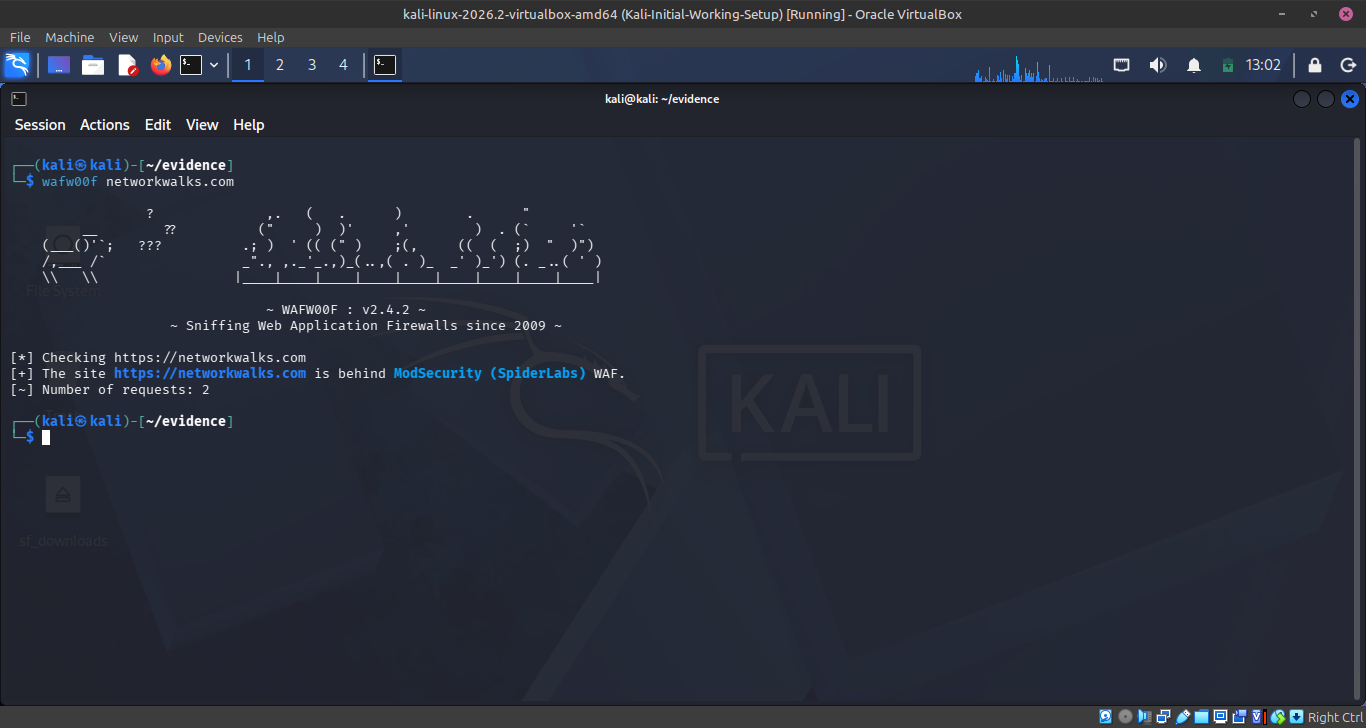 kali-linux-2026.2-virtualbox-amd64 (Kali-Initial-Working-Setup) [Running] - Oracle VirtualBox
File Machine View Input Devices Help
1 2 3 4 13:02
kali@kali: ~/evidence
Session Actions Edit View Help
┌──(kali㉿kali)-[~/evidence]
└─$ wafw00f networkwalks.com
~ WAFW00F : v2.4.2 ~
~ Sniffing Web Application Firewalls since 2009 ~
[*] Checking https://networkwalks.com
[+] The site https://networkwalks.com is behind ModSecurity (SpiderLabs) WAF.
[~] Number of requests: 2
┌──(kali㉿kali)-[~/evidence]
└─$
File System
KALI
sf_downloads
Right Ctrl